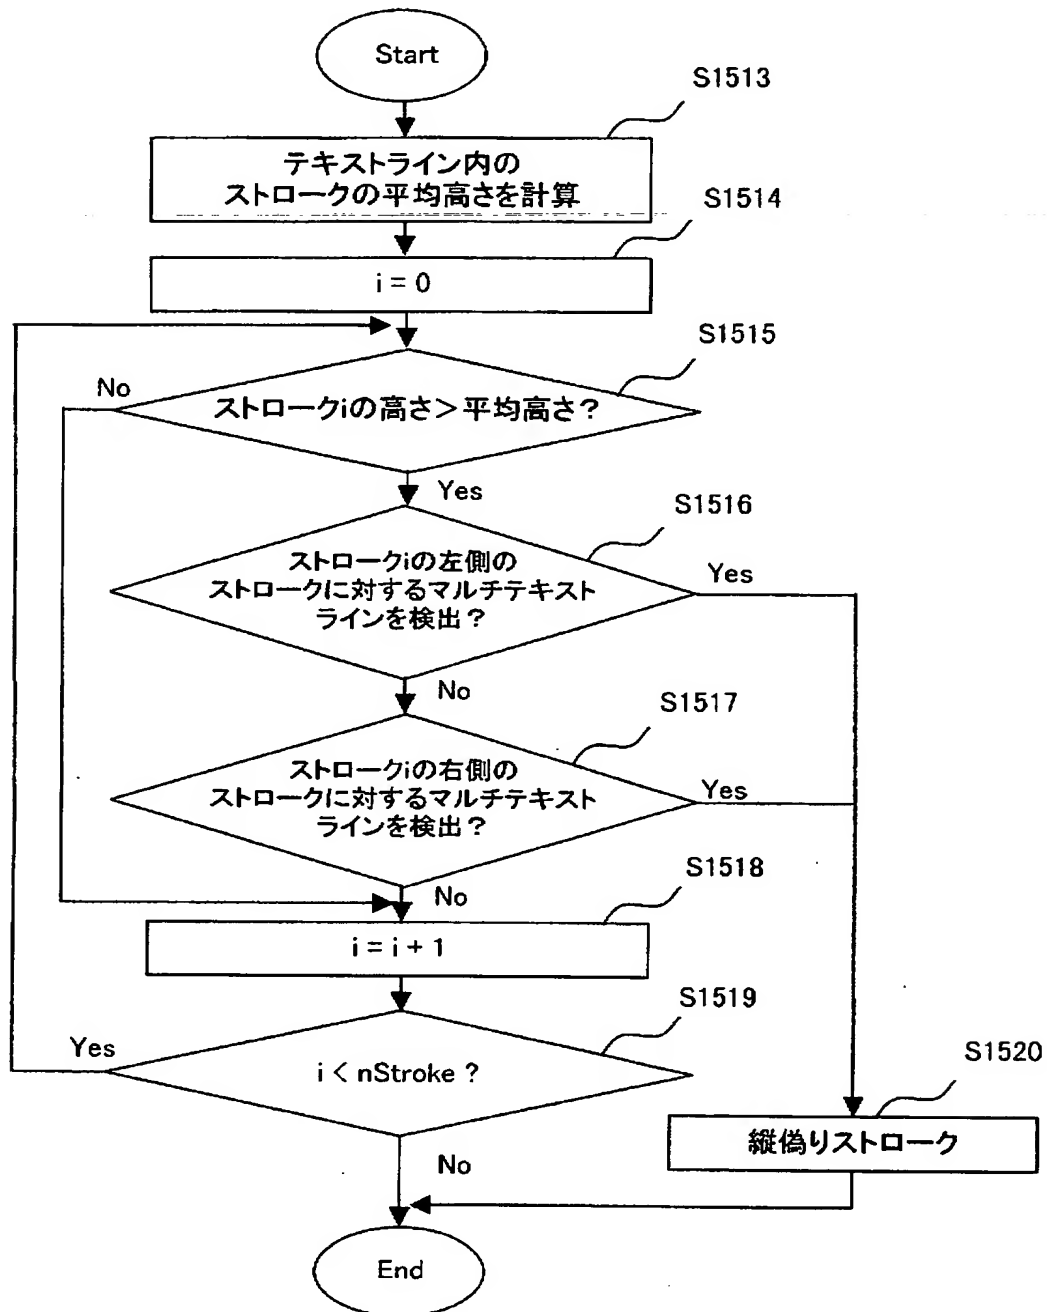 Start
S1513
テキストライン内の
ストロークの平均高さを計算
S1514
i = 0
S1515
No
ストロークiの高さ＞平均高さ？
Yes
S1516
ストロークiの左側の
ストロークに対するマルチテキスト
ラインを検出？
Yes
No
S1517
ストロークiの右側の
ストロークに対するマルチテキスト
ラインを検出？
Yes
No
S1518
i = i + 1
S1519
Yes
i < nStroke ?
S1520
縦偽りストローク
No
End